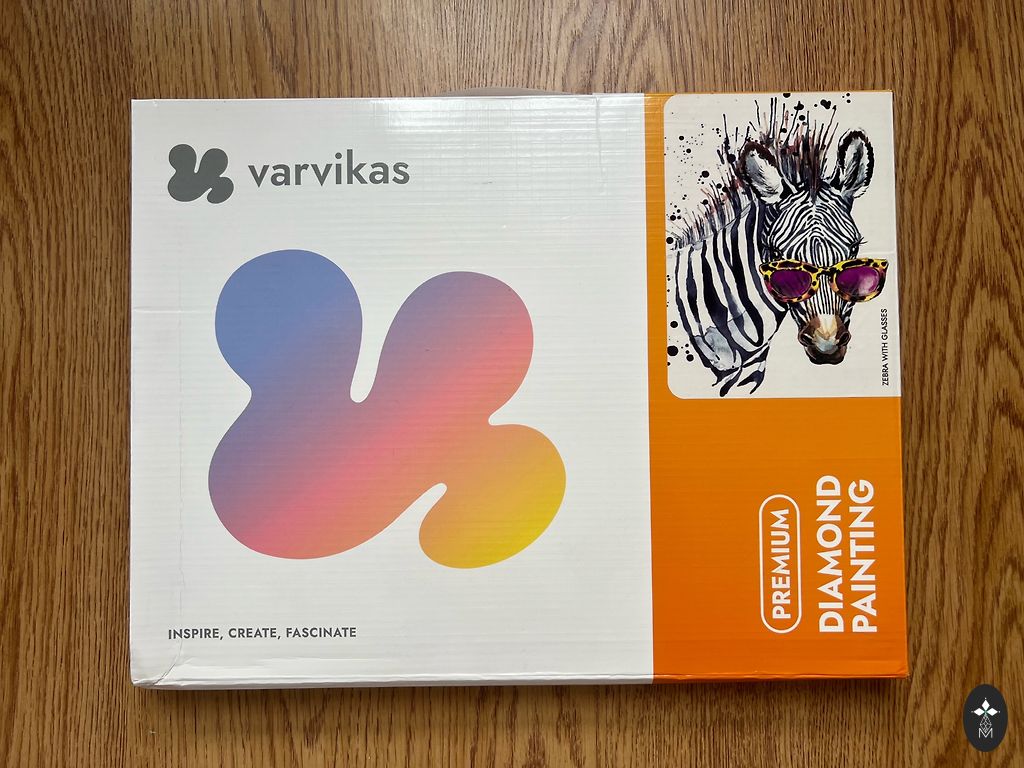 varvikas
INSPIRE, CREATE, FASCINATE
ZEBRA WITH GLASSES
PREMIUM
DIAMOND
PAINTING
M